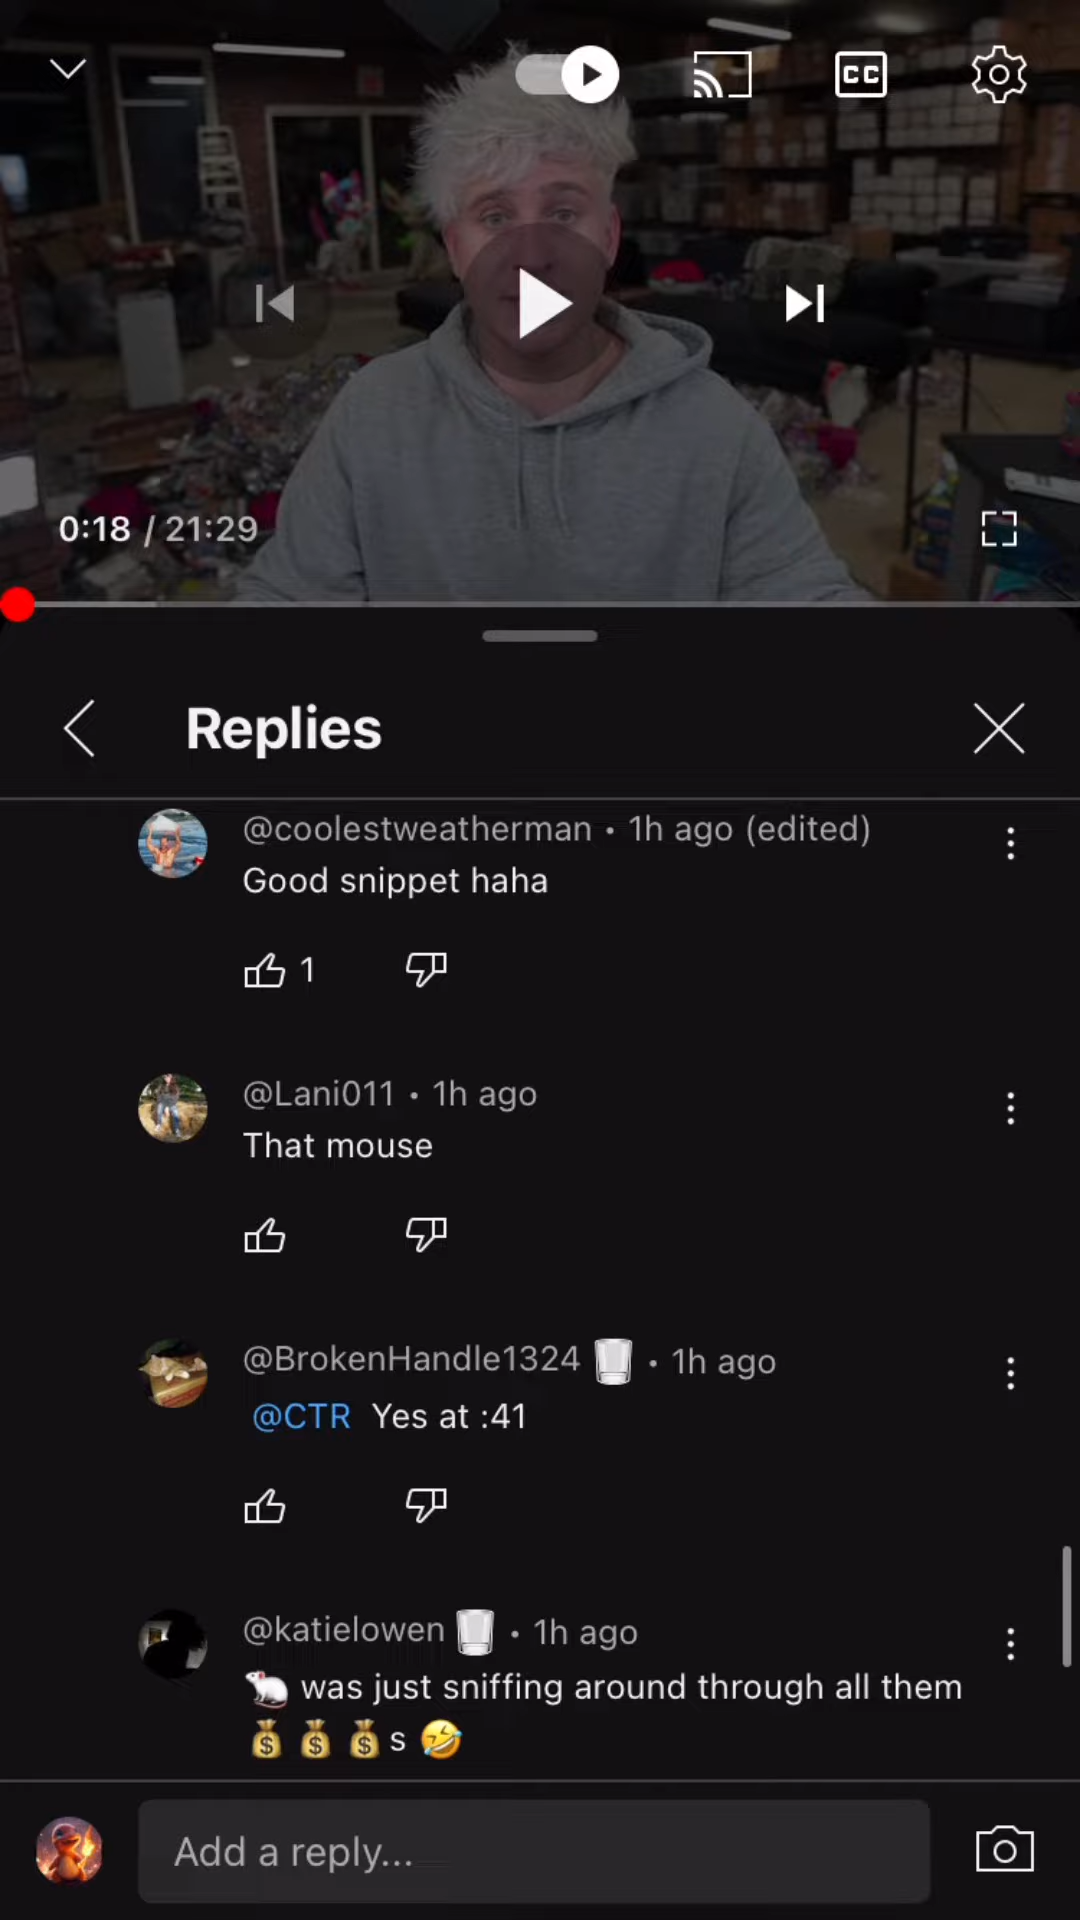 CC
0:18 / 21:29
Replies
@coolestweatherman • 1h ago (edited)
Good snippet haha
1
@Lani011 • 1h ago
That mouse
@BrokenHandle1324 • 1h ago
@CTR Yes at :41
@katielowen • 1h ago
🐁 was just sniffing around through all them
💰 💰 💰 s 🤣
Add a reply...